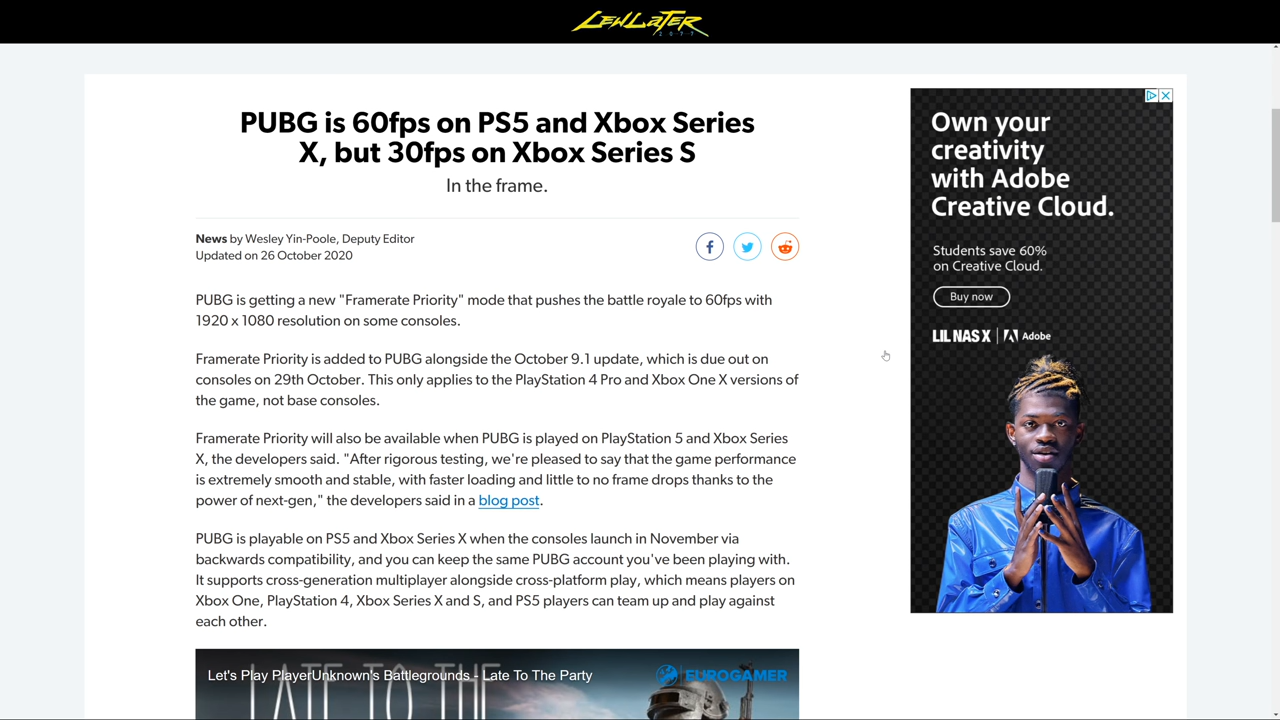 LEWLATER
2077
PUBG is 60fps on PS5 and Xbox Series
X, but 30fps on Xbox Series S
In the frame.
News by Wesley Yin-Poole, Deputy Editor
Updated on 26 October 2020
PUBG is getting a new "Framerate Priority" mode that pushes the battle royale to 60fps with
1920 x 1080 resolution on some consoles.
Framerate Priority is added to PUBG alongside the October 9.1 update, which is due out on
consoles on 29th October. This only applies to the PlayStation 4 Pro and Xbox One X versions of
the game, not base consoles.
Framerate Priority will also be available when PUBG is played on PlayStation 5 and Xbox Series
X, the developers said. "After rigorous testing, we're pleased to say that the game performance
is extremely smooth and stable, with faster loading and little to no frame drops thanks to the
power of next-gen," the developers said in a blog post.
PUBG is playable on PS5 and Xbox Series X when the consoles launch in November via
backwards compatibility, and you can keep the same PUBG account you've been playing with.
It supports cross-generation multiplayer alongside cross-platform play, which means players on
Xbox One, PlayStation 4, Xbox Series X and S, and PS5 players can team up and play against
each other.
Let's Play PlayerUnknown's Battlegrounds - Late To The Party
EUROGAMER
LATE TO THE
Own your
creativity
with Adobe
Creative Cloud.
Students save 60%
on Creative Cloud.
Buy now
LIL NAS X | Adobe